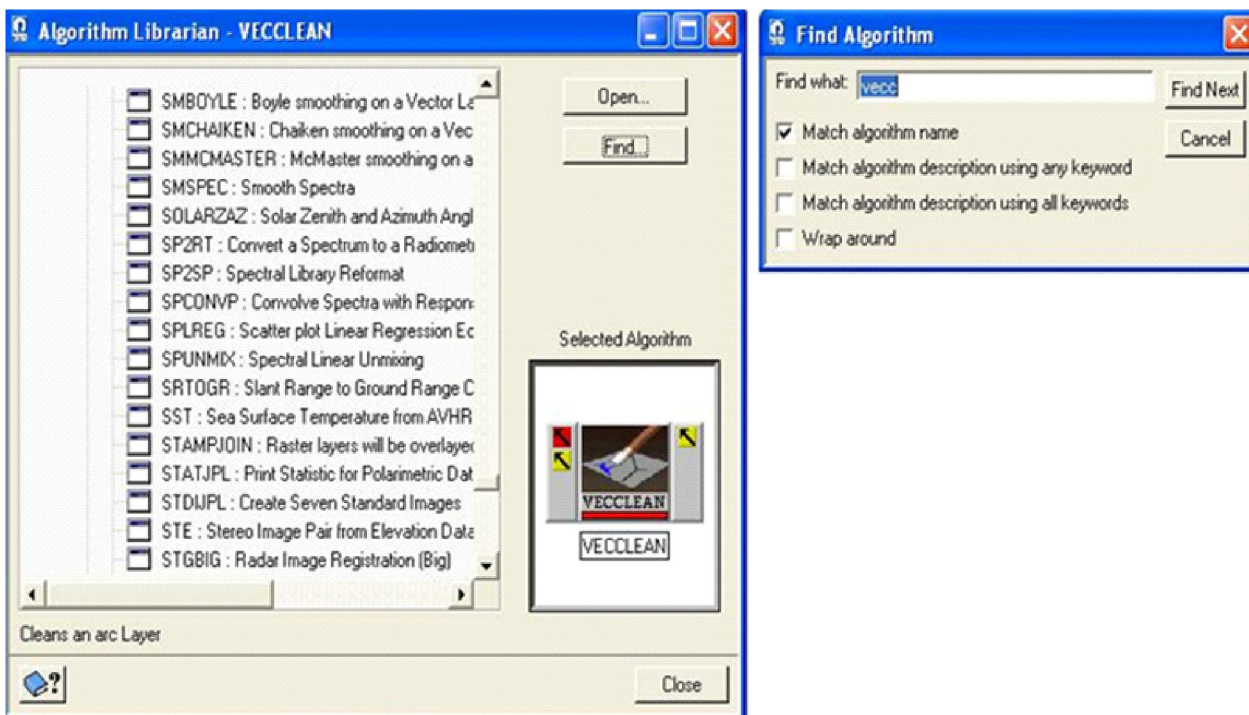 Algorithm Librarian - VECCLEAN
SMBOYLE : Boyle smoothing on a Vector La
SMCHAIKEN : Chaiken smoothing on a Vec
SMMCMASTER : McMaster smoothing on a
SMSPEC : Smooth Spectra
SOLARZAZ : Solar Zenith and Azimuth Angl
SP2RT : Convert a Spectrum to a Radiometr
SP2SP : Spectral Library Reformat
SPCONVP : Convolve Spectra with Respons
SPLREG : Scatter plot Linear Regression Ec
SPUNMIX : Spectral Linear Unmixing
SRTOGR : Slant Range to Ground Range C
SST : Sea Surface Temperature from AVHR
STAMPJOIN : Raster layers will be overlayed
STATJPL : Print Statistic for Polarimetric Dat
STDIJPL : Create Seven Standard Images
STE : Stereo Image Pair from Elevation Data
STGBIG : Radar Image Registration (Big)
Open...
Find...
Selected Algorithm
VECCLEAN
VECCLEAN
Cleans an arc Layer
?
Close
Find Algorithm
Find what: vecc
Find Next
Match algorithm name
Cancel
Match algorithm description using any keyword
Match algorithm description using all keywords
Wrap around